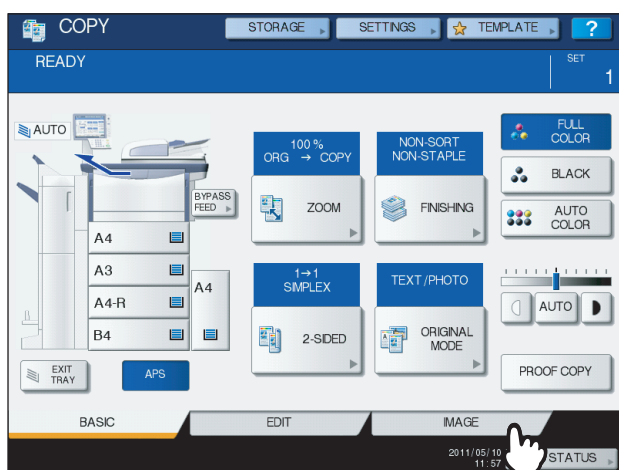 COPY
STORAGE
SETTINGS
TEMPLATE
?
READY
SET
1
AUTO
BYPASS
FEED
A4
A3
A4-R
B4
A4
EXIT
TRAY
APS
100 %
ORG → COPY
ZOOM
NON-SORT
NON-STAPLE
FINISHING
1→1
SIMPLEX
2-SIDED
TEXT/PHOTO
ORIGINAL
MODE
FULL
COLOR
BLACK
AUTO
COLOR
AUTO
PROOF COPY
BASIC
EDIT
IMAGE
2011/05/10
11:57
STATUS